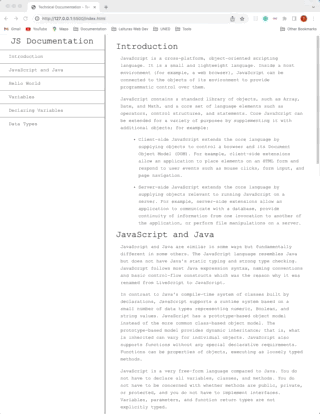 Technical Documentation
http://127.0.0.1:5500/index.html
YouTube
Gmail
Documentation
Latrosea Web Dev
UNED
Tools
Other Bookmarks
JS Documentation
Introduction
JavaScript and Java
Hello World
Variables
Declaring Variables
Data Types
Introduction
JavaScript is a cross-platform, object-oriented scripting
language. It is a small and lightweight language. Inside a host
environment (for example, a web browser), JavaScript can be
connected to the objects of its environment to provide
programmatic control over them.
JavaScript contains a standard library of objects, such as Array,
Date, and Math, and a core set of language elements such as
operators, control structures, and statements. Core JavaScript can
be extended for a variety of purposes by supplementing it with
additional objects; for example:
• Client-side JavaScript extends the core language by
supplying objects to control a browser and its Document
Object Model (DOM). For example, client-side extensions
allow an application to place elements on an HTML form and
respond to user events such as mouse clicks, form input, and
page navigation.
• Server-side JavaScript extends the core language by
supplying objects relevant to running JavaScript on a
server. For example, server-side extensions allow an
application to communicate with a database, provide
continuity of information from one invocation to another of
the application, or perform file manipulations on a server.
JavaScript and Java
JavaScript and Java are similar in some ways but fundamentally
different in some others. The JavaScript language resembles Java
but does not have Java's static typing and strong type checking.
JavaScript follows most Java expression syntax, naming conventions
and basic control-flow constructs which was the reason why it was
renamed from LiveScript to JavaScript.
In contrast to Java's compile-time system of classes built by
declarations, JavaScript supports a runtime system based on a
small number of data types representing numeric, Boolean, and
string values. JavaScript has a prototype-based object model
instead of the more common class-based object model. The
prototype-based model provides dynamic inheritance; that is, what
is inherited can vary for individual objects. JavaScript also
supports functions without any special declarative requirements.
Functions can be properties of objects, executing as loosely typed
methods.
JavaScript is a very free-form language compared to Java. You do
not have to declare all variables, classes, and methods. You do
not have to be concerned with whether methods are public, private,
or protected, and you do not have to implement interfaces.
Variables, parameters, and function return types are not
explicitly typed.